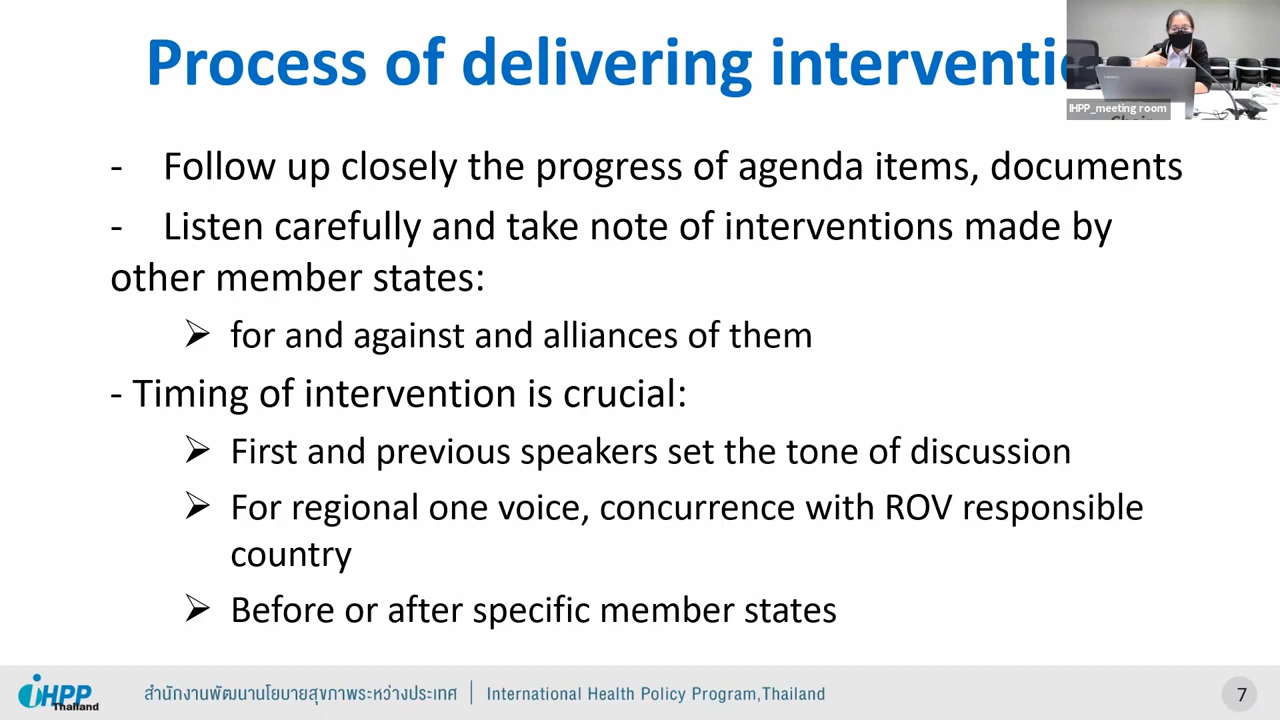 Process of delivering interventi
IHPP_meeting room
- Follow up closely the progress of agenda items, documents
- Listen carefully and take note of interventions made by
other member states:
➢ for and against and alliances of them
- Timing of intervention is crucial:
➢ First and previous speakers set the tone of discussion
➢ For regional one voice, concurrence with ROV responsible
country
➢ Before or after specific member states
iHPP
Thailand
สำนักงานพัฒนานโยบายสุขภาพระหว่างประเทศ | International Health Policy Program,Thailand
7